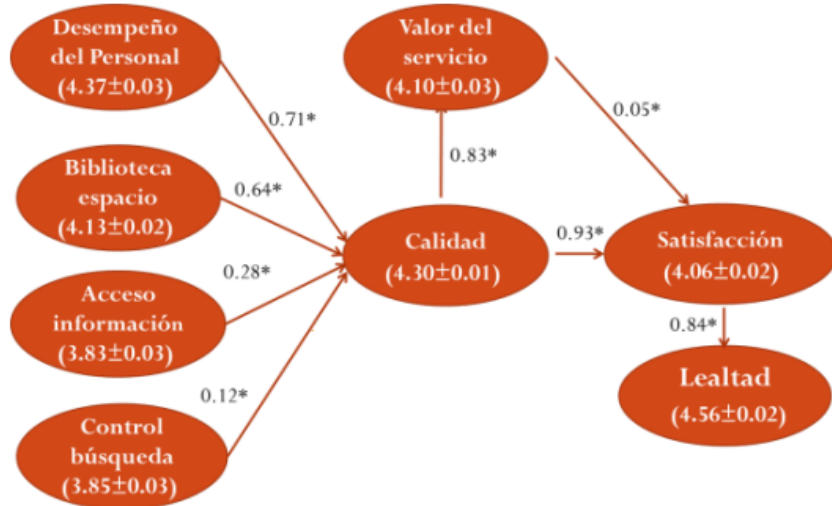 Desempeño
del Personal
(4.37±0.03)
Valor del
servicio
(4.10±0.03)
0.71*
0.05*
Biblioteca
espacio
(4.13±0.02)
0.64*
0.83*
Calidad
(4.30±0.01)
0.93*
Satisfacción
(4.06±0.02)
Acceso
información
(3.83±0.03)
0.28*
0.84*
Lealtad
(4.56±0.02)
Control
búsqueda
(3.85±0.03)
0.12*